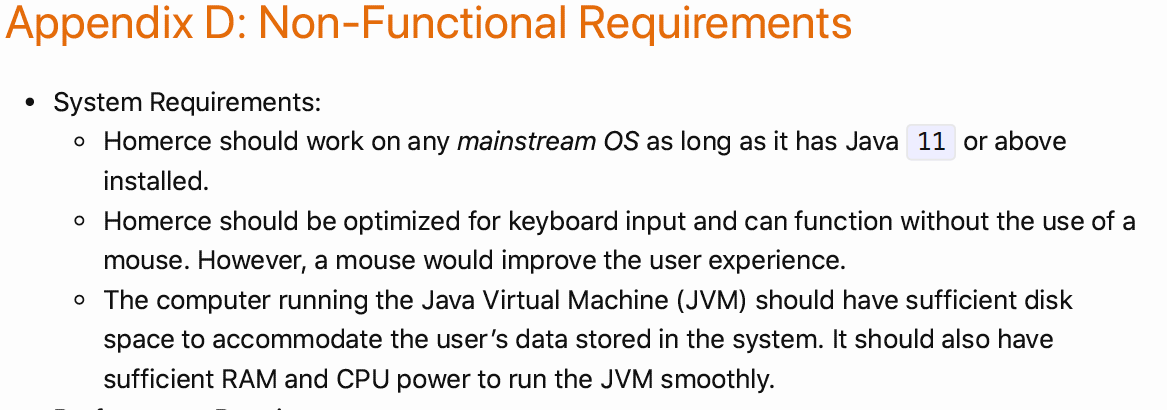 Appendix D: Non-Functional Requirements
System Requirements:
Homerce should work on any mainstream OS as long as it has Java 11 or above
installed.
Homerce should be optimized for keyboard input and can function without the use of a
mouse. However, a mouse would improve the user experience.
The computer running the Java Virtual Machine (JVM) should have sufficient disk
space to accommodate the user’s data stored in the system. It should also have
sufficient RAM and CPU power to run the JVM smoothly.